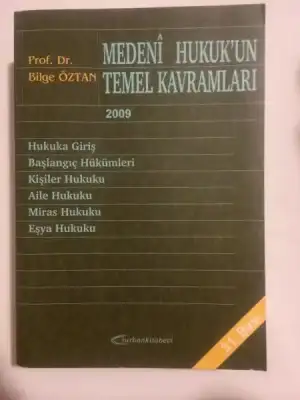 Prof. Dr.
Bilge ÖZTAN
MEDENÎ HUKUK'UN
TEMEL KAVRAMLARI
2009
Hukuka Giriş
Başlangıç Hükümleri
Kişiler Hukuku
Aile Hukuku
Miras Hukuku
Eşya Hukuku
turhankitabevi